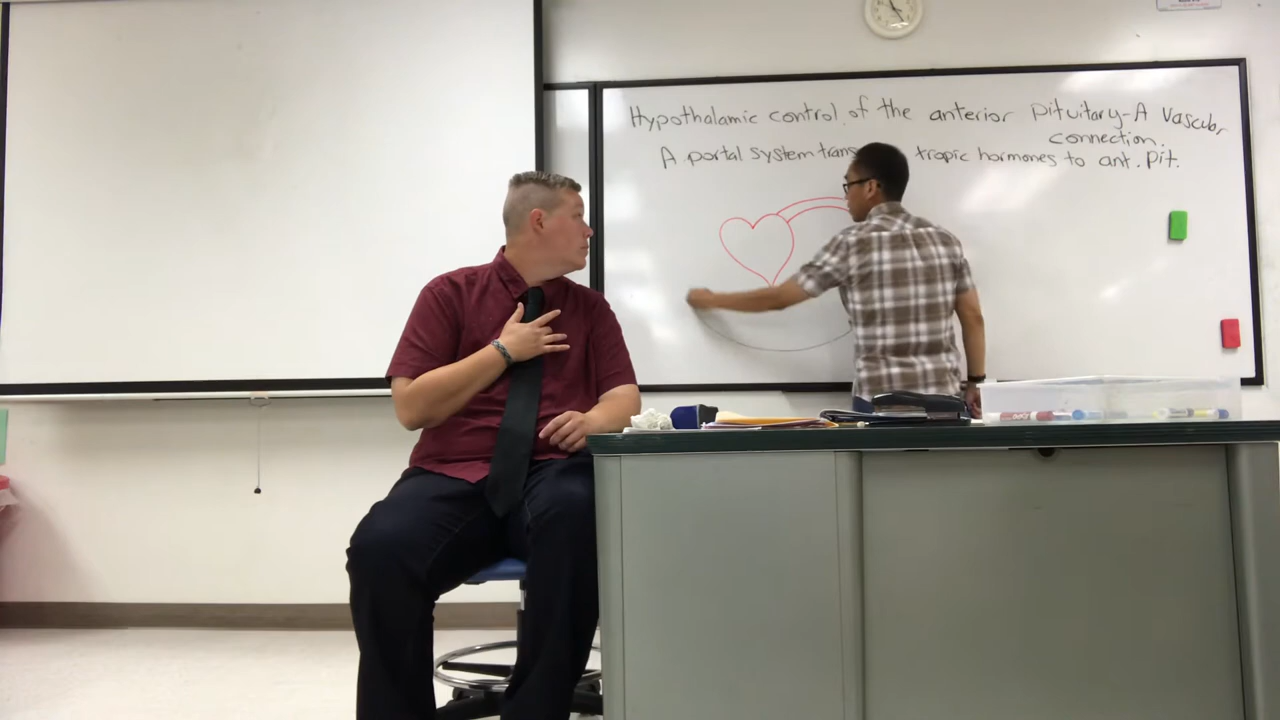 Hypothalamic control of the anterior pituitary-A Vascular
connection.
A portal system trans tropic hormones to ant. pit.